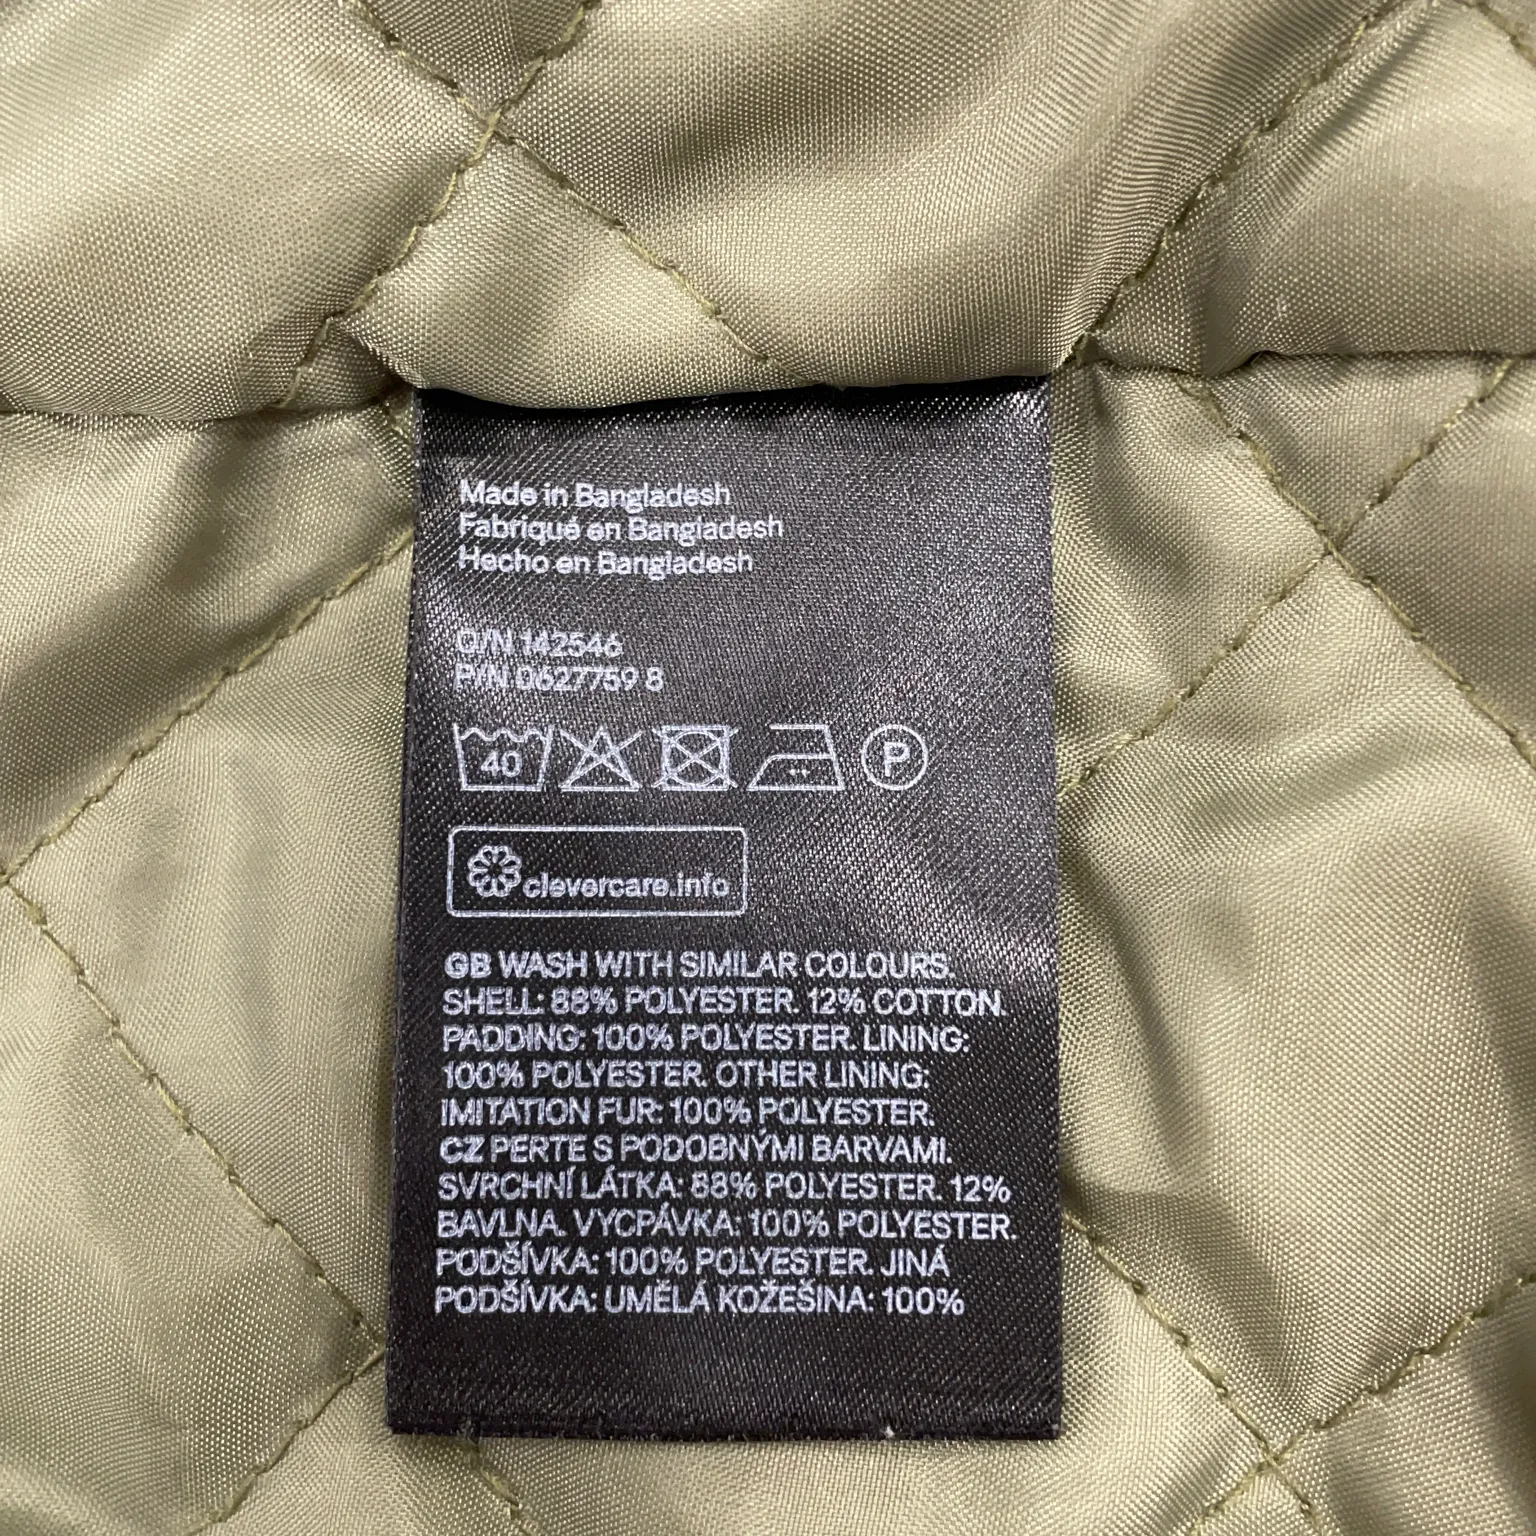 Made in Bangladesh
Fabriqué en Bangladesh
Hecho en Bangladesh
O/N 142546
P/N 0627759 8
40 P
clevercare.info
GB WASH WITH SIMILAR COLOURS.
SHELL: 88% POLYESTER. 12% COTTON.
PADDING: 100% POLYESTER. LINING:
100% POLYESTER. OTHER LINING:
IMITATION FUR: 100% POLYESTER.
CZ PERTE S PODOBNÝMI BARVAMI.
SVRCHNÍ LÁTKA: 88% POLYESTER. 12%
BAVLNA. VYCPÁVKA: 100% POLYESTER.
PODŠÍVKA: 100% POLYESTER. JINÁ
PODŠÍVKA: UMĚLÁ KOŽEŠINA: 100%